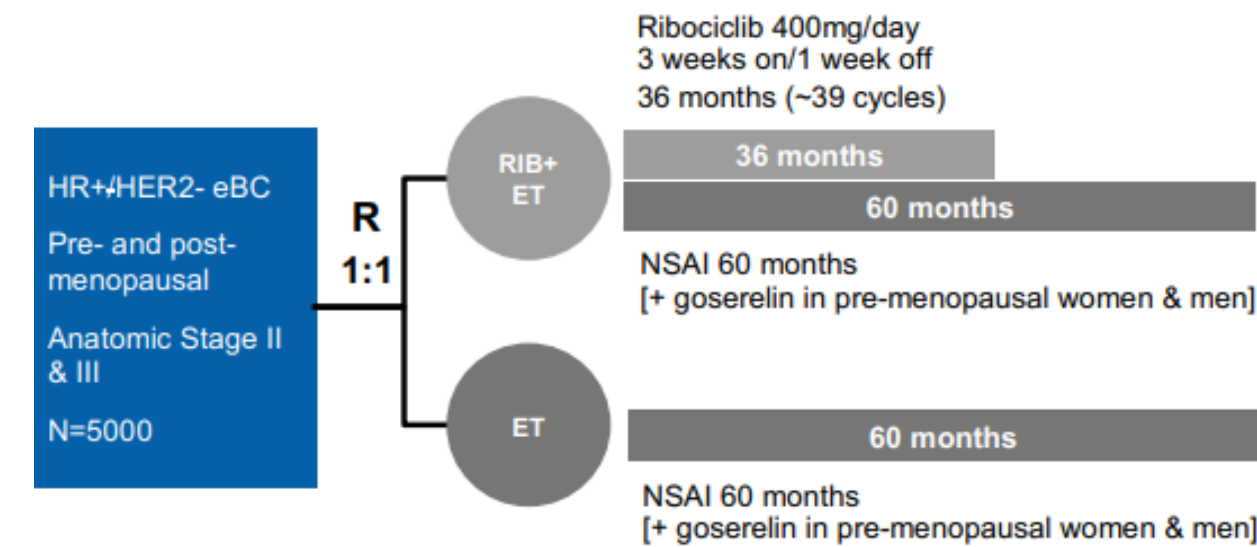 HR+/HER2- eBC
Pre- and post-
menopausal
Anatomic Stage II
& III
N=5000
R
1:1
RIB+
ET
Ribociclib 400mg/day
3 weeks on/1 week off
36 months (~39 cycles)
36 months
60 months
NSAI 60 months
[+ goserelin in pre-menopausal women & men]
ET
60 months
NSAI 60 months
[+ goserelin in pre-menopausal women & men]